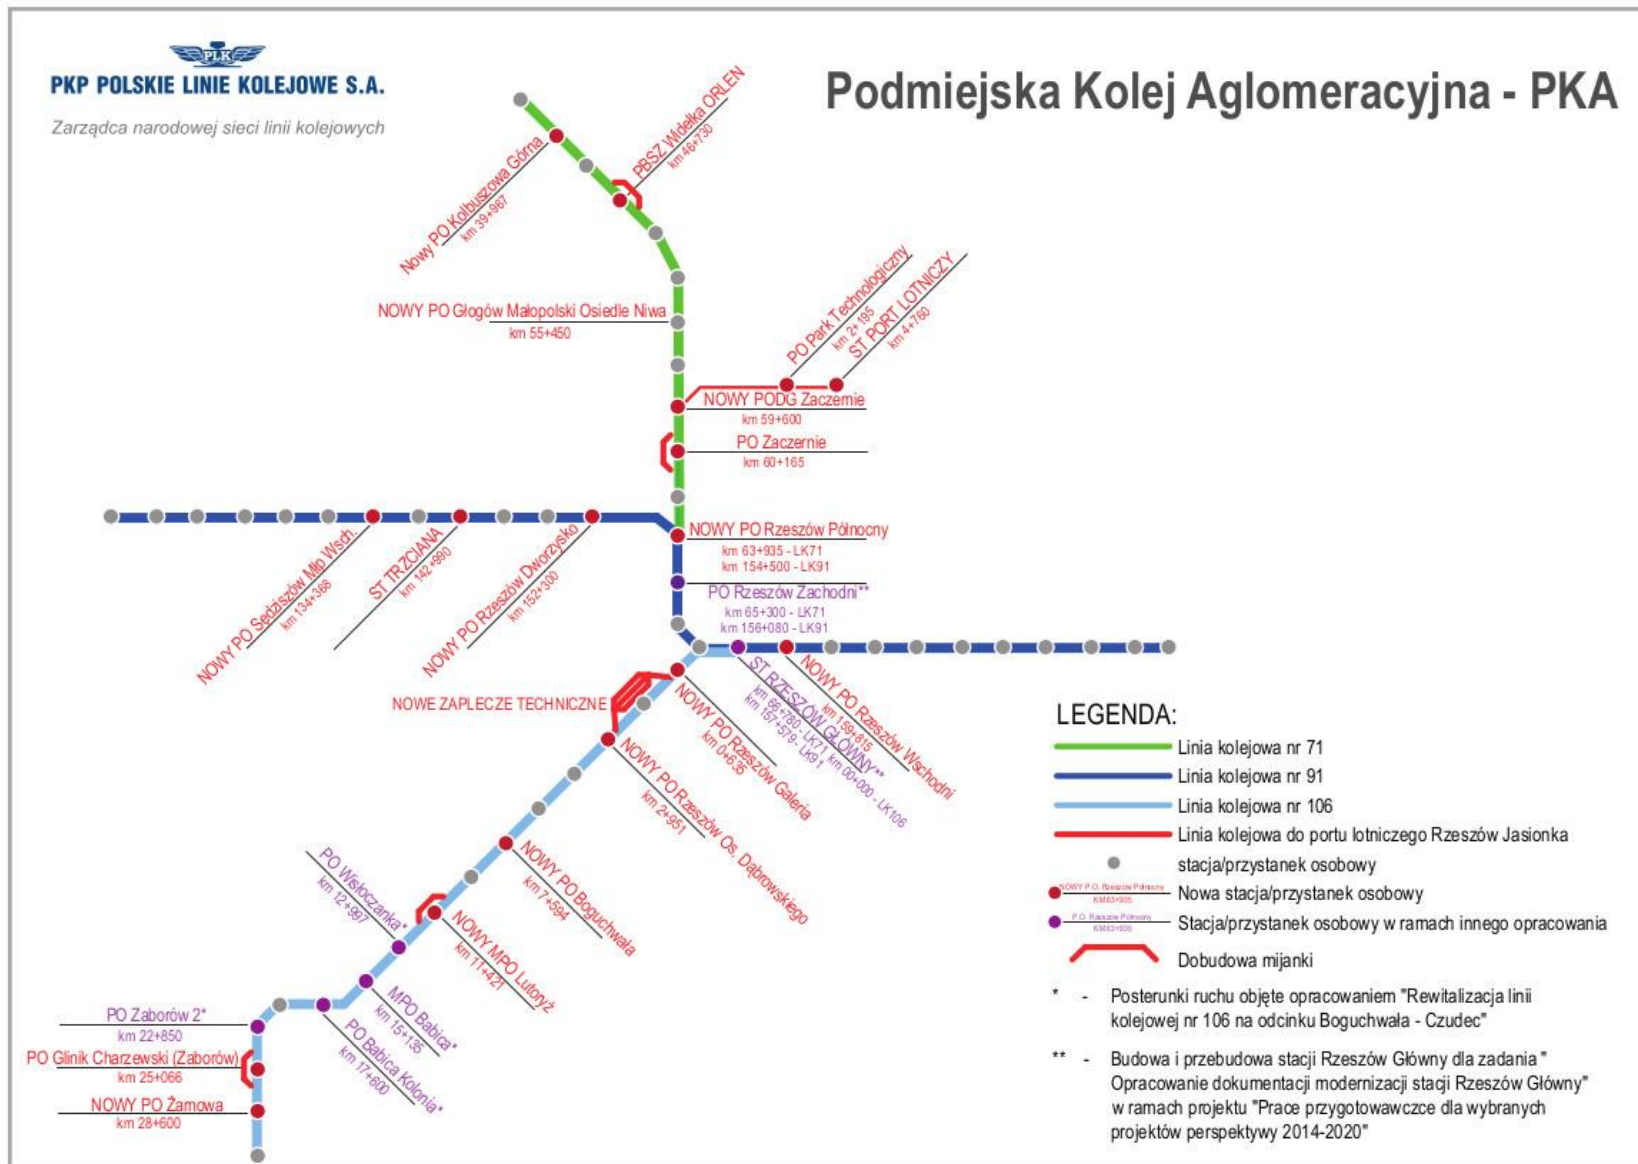 PLK
PKP POLSKIE LINIE KOLEJOWE S.A.
Zarządca narodowej sieci linii kolejowych
Podmiejska Kolej Aglomeracyjna - PKA
Nowy PO Kolbuszowa Górna
km 39+967
PBSZ Widełka ORLEN
km 46+730
NOWY PO Głogów Małopolski Osiedle Niwa
km 55+450
PO Park Technologiczny
km 2+195
ST PORT LOTNICZY
km 4+760
NOWY PODG Zaczernie
km 59+600
PO Zaczernie
km 60+165
NOWY PO Sędziszów Młp Wsch.
km 134+368
ST TRZCIANA
km 142+990
NOWY PO Rzeszów Dworzysko
km 152+300
NOWY PO Rzeszów Północny
km 63+935 - LK71
km 154+500 - LK91
PO Rzeszów Zachodni**
km 65+300 - LK71
km 156+080 - LK91
ST RZESZÓW GŁÓWNY**
km 66+780 - LK71 km 00+000 - LK106
km 157+579 - LK91
NOWY PO Rzeszów Wschodni
km 159+815
NOWE ZAPLECZE TECHNICZNE
NOWY PO Rzeszów Galeria
km 0+635
NOWY PO Rzeszów Os. Dąbrowskiego
km 2+951
NOWY PO Boguchwała
km 7+594
NOWY MPO Lutoryż
km 11+421
PO Wisłoczanka*
km 12+997
MPO Babica*
km 15+135
PO Babica Kolonia*
km 17+600
PO Zaborów 2*
km 22+850
PO Glinik Charzewski (Zaborów)
km 25+066
NOWY PO Żarnowa
km 28+600
LEGENDA:
Linia kolejowa nr 71
Linia kolejowa nr 91
Linia kolejowa nr 106
Linia kolejowa do portu lotniczego Rzeszów Jasionka
stacja/przystanek osobowy
NOWY P.O. Rzeszów Północny
KM63+935
Nowa stacja/przystanek osobowy
P.O. Rzeszów Północny
KM63+935
Stacja/przystanek osobowy w ramach innego opracowania
Dobudowa mijanki
* - Posterunki ruchu objęte opracowaniem "Rewitalizacja linii
kolejowej nr 106 na odcinku Boguchwała - Czudec"
** - Budowa i przebudowa stacji Rzeszów Główny dla zadania "
Opracowanie dokumentacji modernizacji stacji Rzeszów Główny"
w ramach projektu "Prace przygotowawczce dla wybranych
projektów perspektywy 2014-2020"